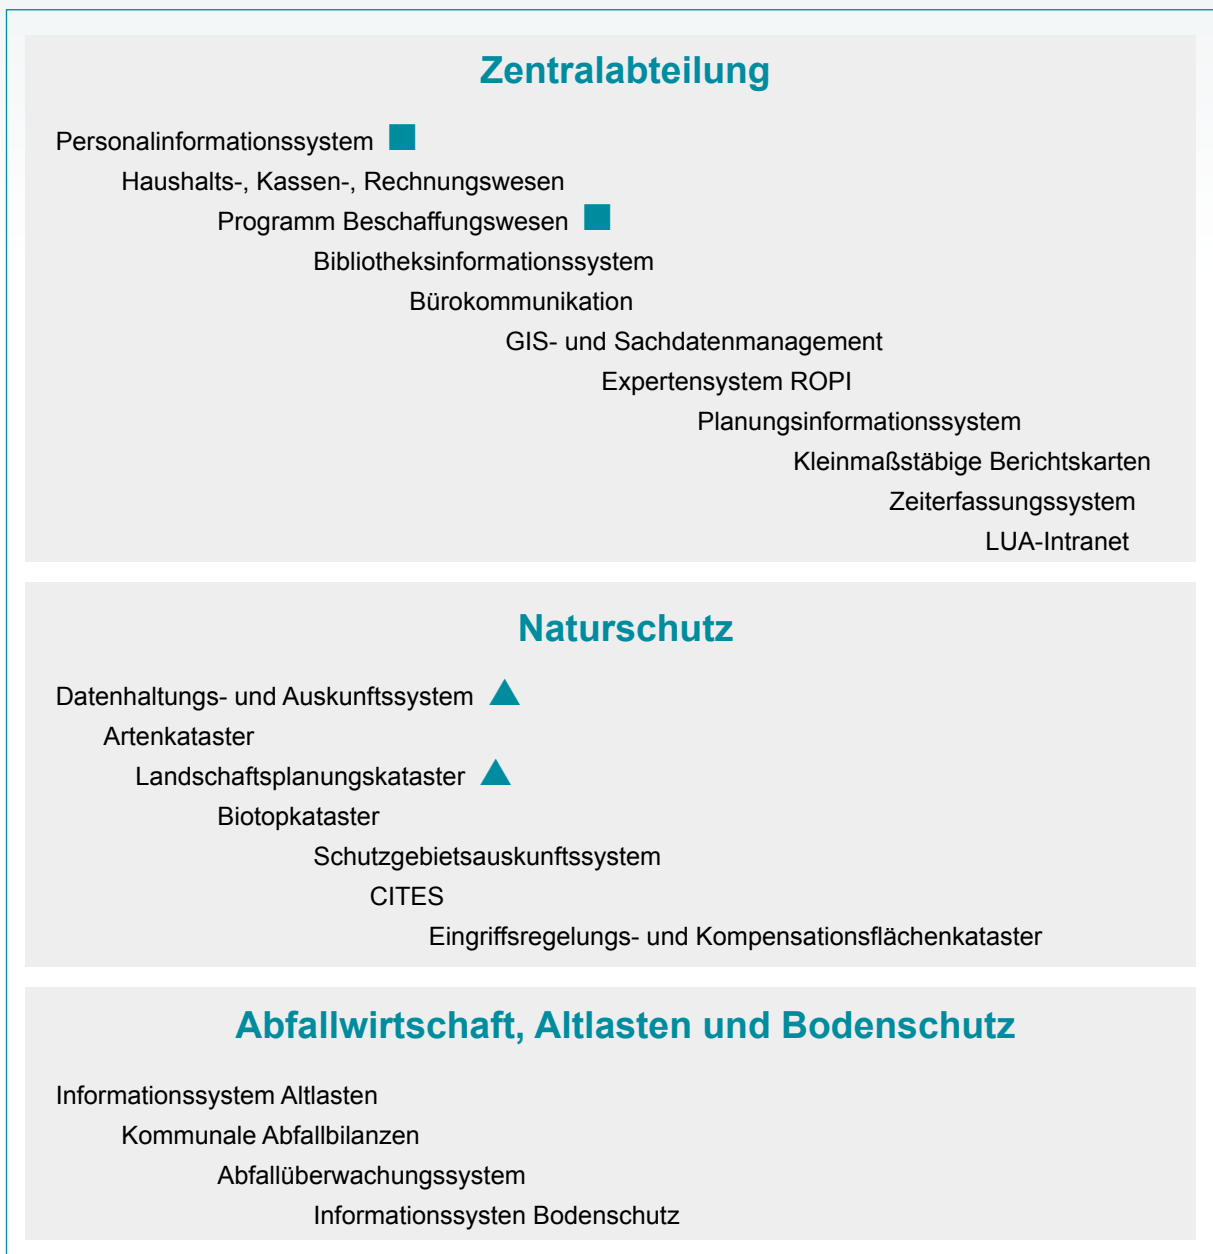 Zentralabteilung
Personalinformationssystem
Haushalts-, Kassen-, Rechnungswesen
Programm Beschaffungswesen
Bibliotheksinformationssystem
Bürokommunikation
GIS- und Sachdatenmanagement
Expertensystem ROPI
Planungsinformationssystem
Kleinmaßstäbige Berichtskarten
Zeiterfassungssystem
LUA-Intranet
Naturschutz
Datenhaltungs- und Auskunftssystem
Artenkataster
Landschaftsplanungskataster
Biotopkataster
Schutzgebietsauskunftssystem
CITES
Eingriffsregelungs- und Kompensationsflächenkataster
Abfallwirtschaft, Altlasten und Bodenschutz
Informationssystem Altlasten
Kommunale Abfallbilanzen
Abfallüberwachungssystem
Informationssysten Bodenschutz